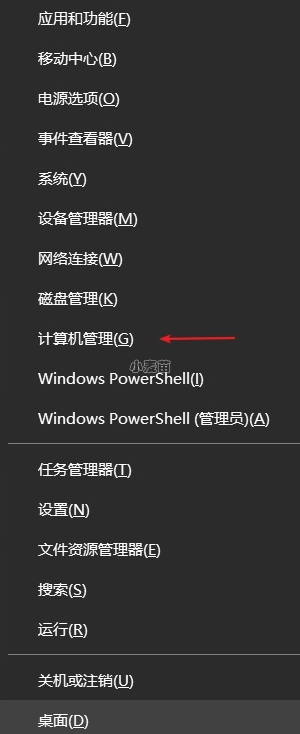 应用和功能(F)
移动中心(B)
电源选项(O)
事件查看器(V)
系统(Y)
设备管理器(M)
网络连接(W)
磁盘管理(K)
计算机管理(G)
小麦苗
Windows PowerShell(I)
Windows PowerShell (管理员)(A)
任务管理器(T)
设置(N)
文件资源管理器(E)
搜索(S)
运行(R)
关机或注销(U)
桌面(D)